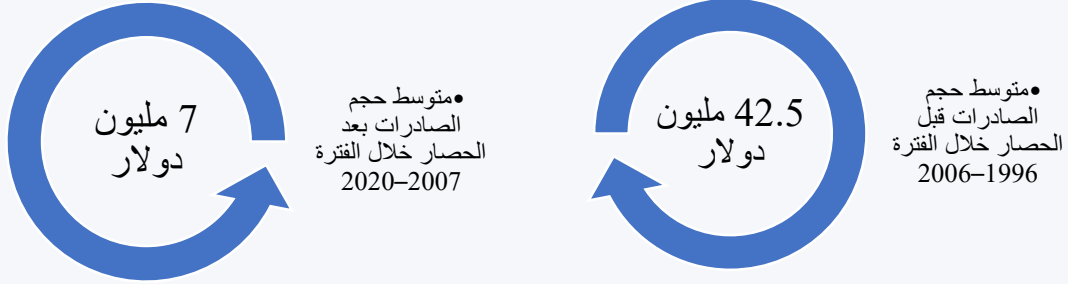 •متوسط حجم
الصادرات قبل
الحصار خلال الفترة
1996–2006
42.5 مليون
دولار
•متوسط حجم
الصادرات بعد
الحصار خلال الفترة
2007–2020
7 مليون
دولار